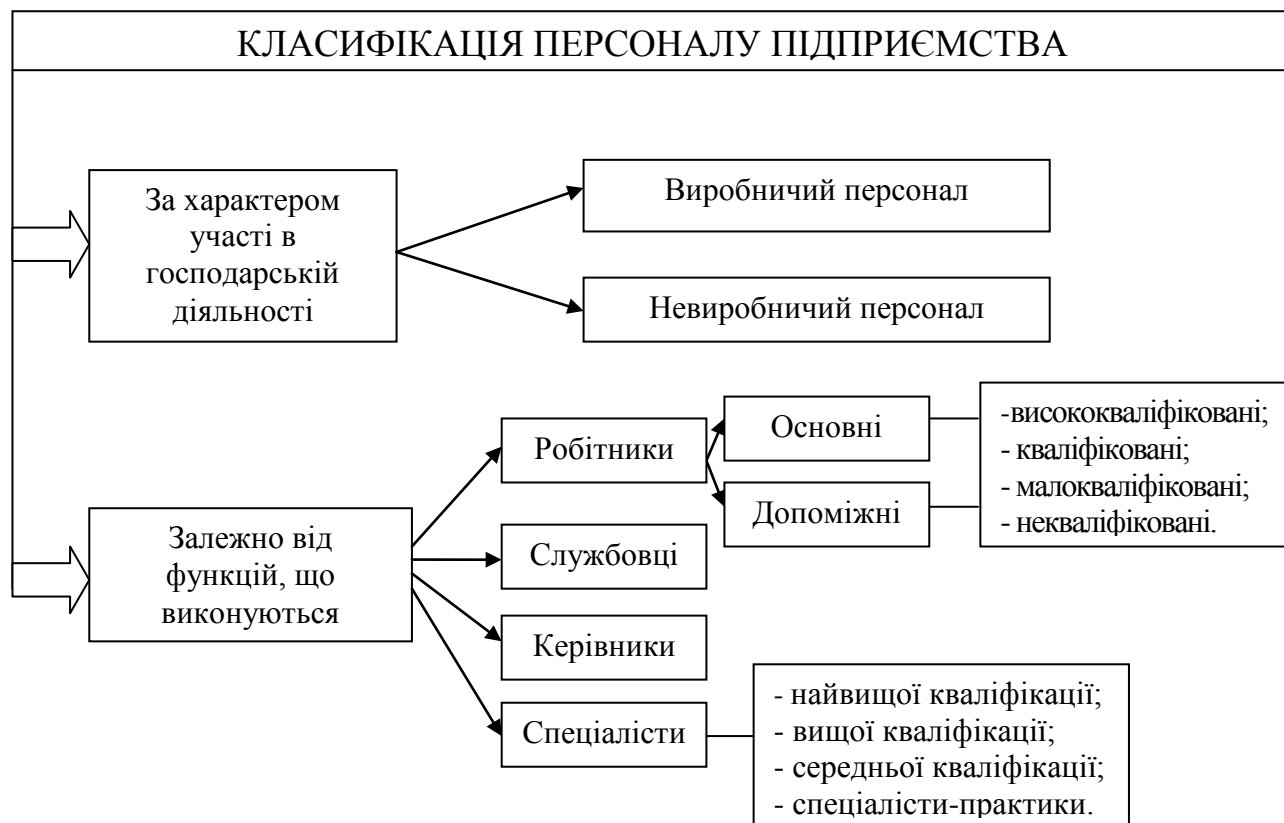 КЛАСИФІКАЦІЯ ПЕРСОНАЛУ ПІДПРИЄМСТВА
За характером
участі в
господарській
діяльності
Виробничий персонал
Невиробничий персонал
Залежно від
функцій, що
виконуються
Робітники
Основні
Допоміжні
-висококваліфіковані;
- кваліфіковані;
- малокваліфіковані;
- некваліфіковані.
Службовці
Керівники
Спеціалісти
- найвищої кваліфікації;
- вищої кваліфікації;
- середньої кваліфікації;
- спеціалісти-практики.